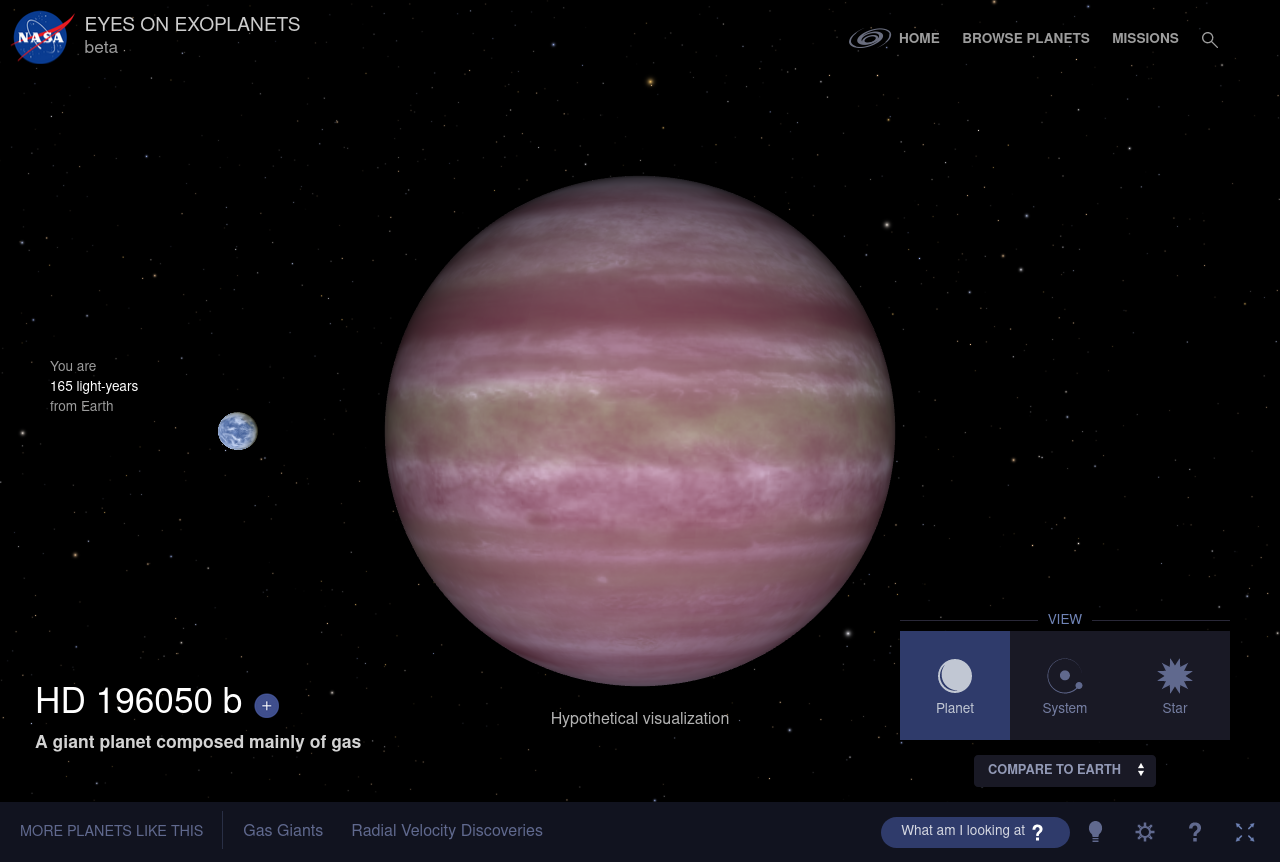 NASA
EYES ON EXOPLANETS
beta
HOME
BROWSE PLANETS
MISSIONS
You are
165 light-years
from Earth
HD 196050 b +
A giant planet composed mainly of gas
Hypothetical visualization
VIEW
Planet
System
Star
COMPARE TO EARTH
MORE PLANETS LIKE THIS
Gas Giants
Radial Velocity Discoveries
What am I looking at ?
?